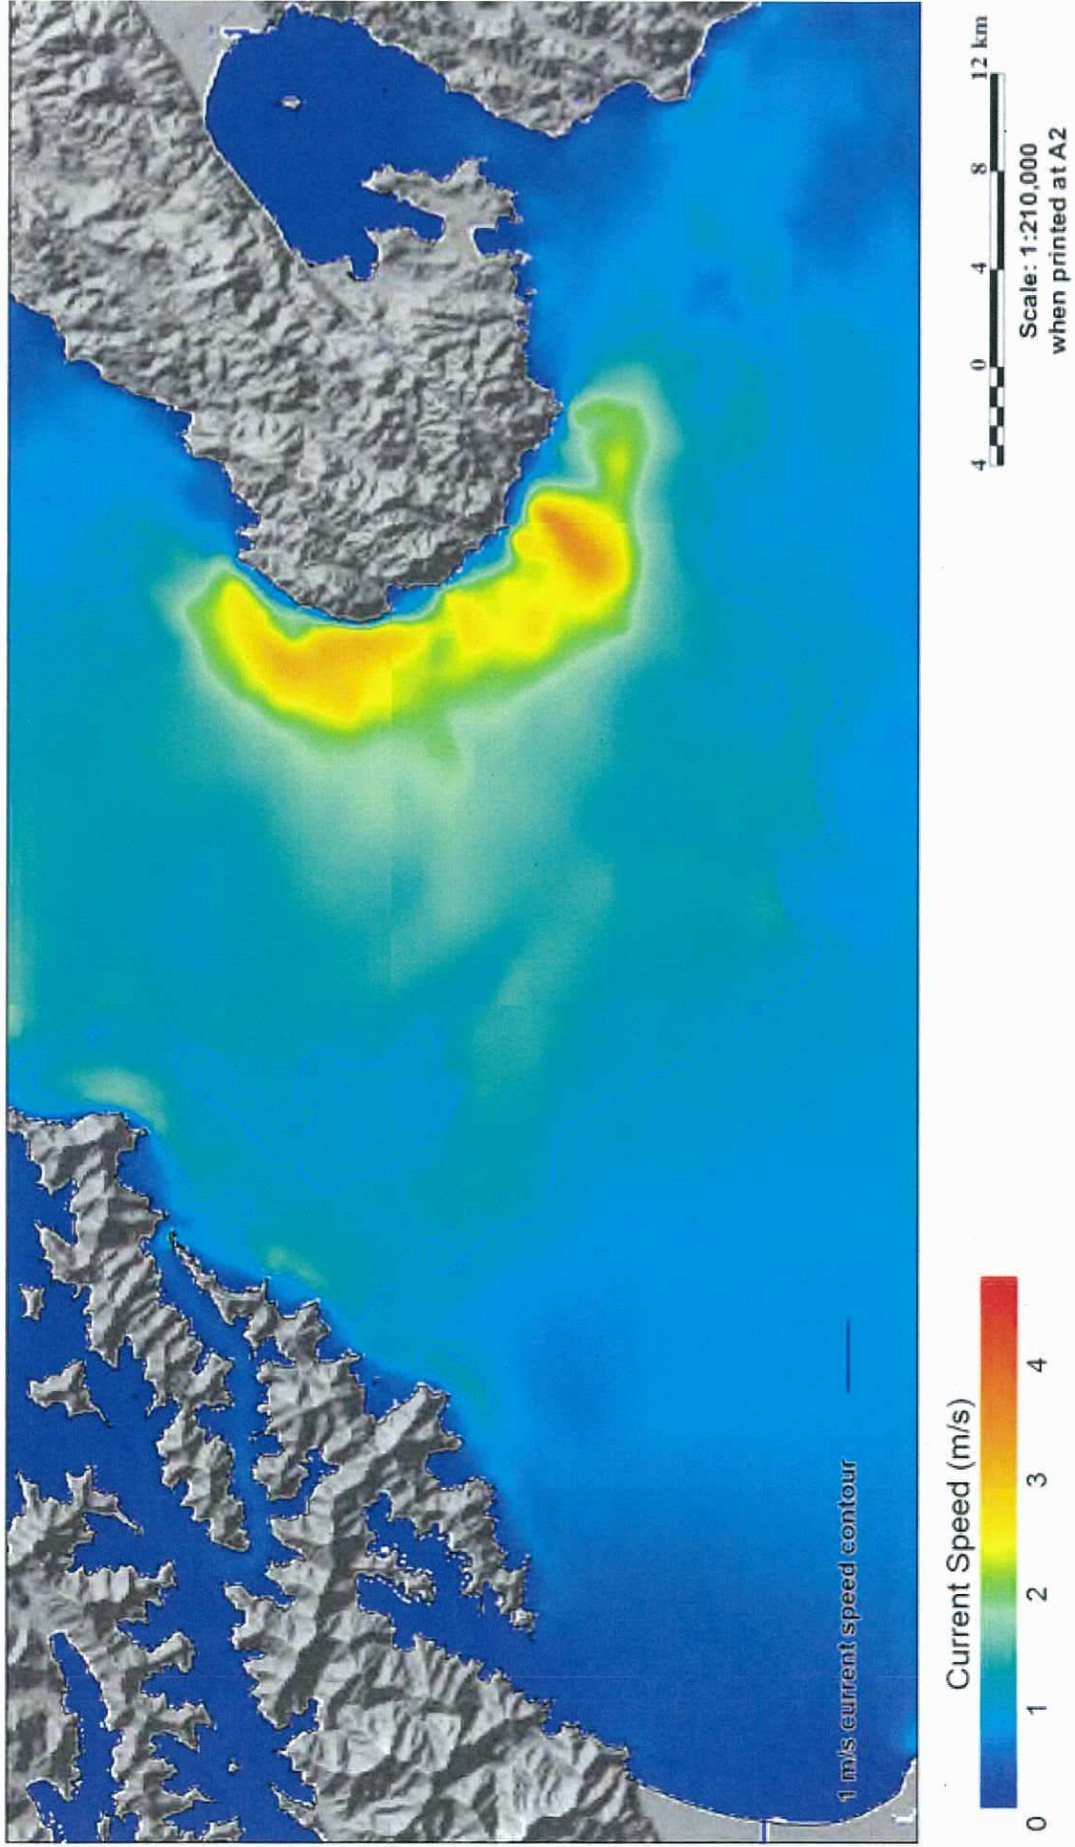 1 m/s current speed contour
Current Speed (m/s)
0 1 2 3 4
4 0 4 8 12 km
Scale: 1:210,000
when printed at A2